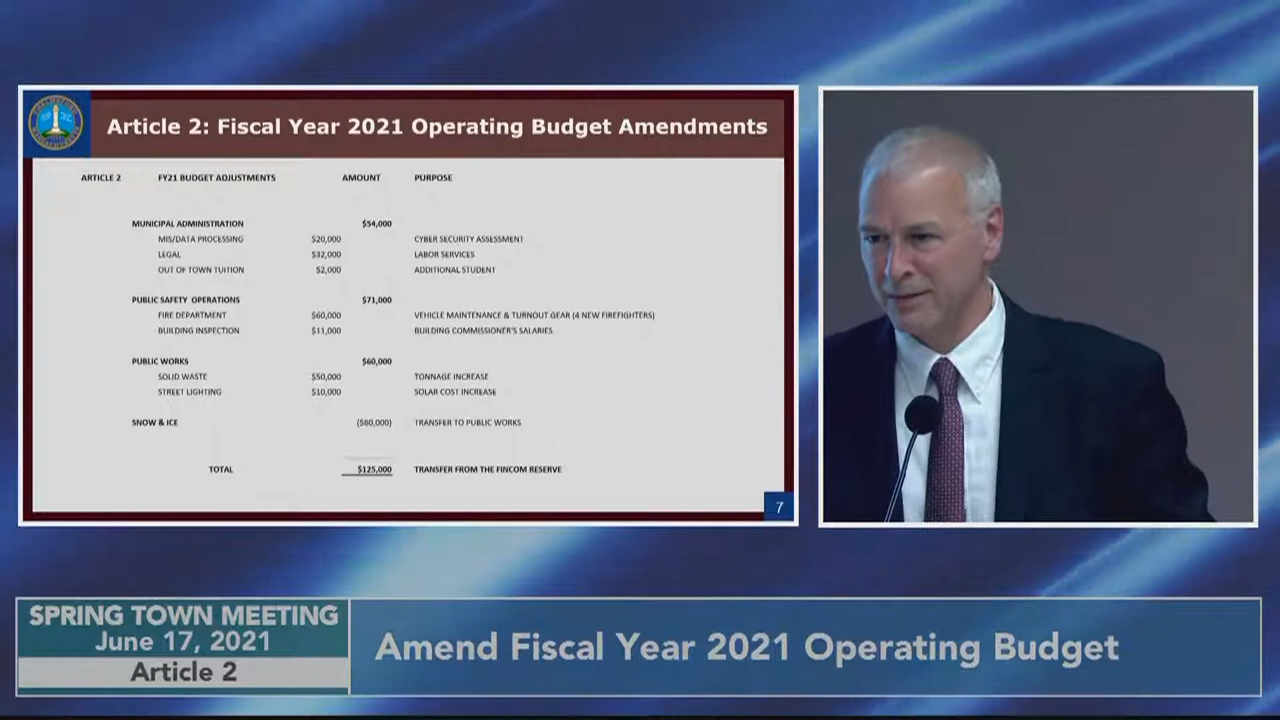 Article 2: Fiscal Year 2021 Operating Budget Amendments
ARTICLE 2 FY21 BUDGET ADJUSTMENTS AMOUNT PURPOSE
MUNICIPAL ADMINISTRATION $54,000
MIS/DATA PROCESSING $20,000 CYBER SECURITY ASSESSMENT
LEGAL $32,000 LABOR SERVICES
OUT OF TOWN TUITION $2,000 ADDITIONAL STUDENT
PUBLIC SAFETY OPERATIONS $71,000
FIRE DEPARTMENT $60,000 VEHICLE MAINTENANCE & TURNOUT GEAR (4 NEW FIREFIGHTERS)
BUILDING INSPECTION $11,000 BUILDING COMMISSIONER'S SALARIES
PUBLIC WORKS $60,000
SOLID WASTE $50,000 TONNAGE INCREASE
STREET LIGHTING $10,000 SOLAR COST INCREASE
SNOW & ICE ($60,000) TRANSFER TO PUBLIC WORKS
TOTAL $125,000 TRANSFER FROM THE FINCOM RESERVE
7
SPRING TOWN MEETING
June 17, 2021
Article 2
Amend Fiscal Year 2021 Operating Budget